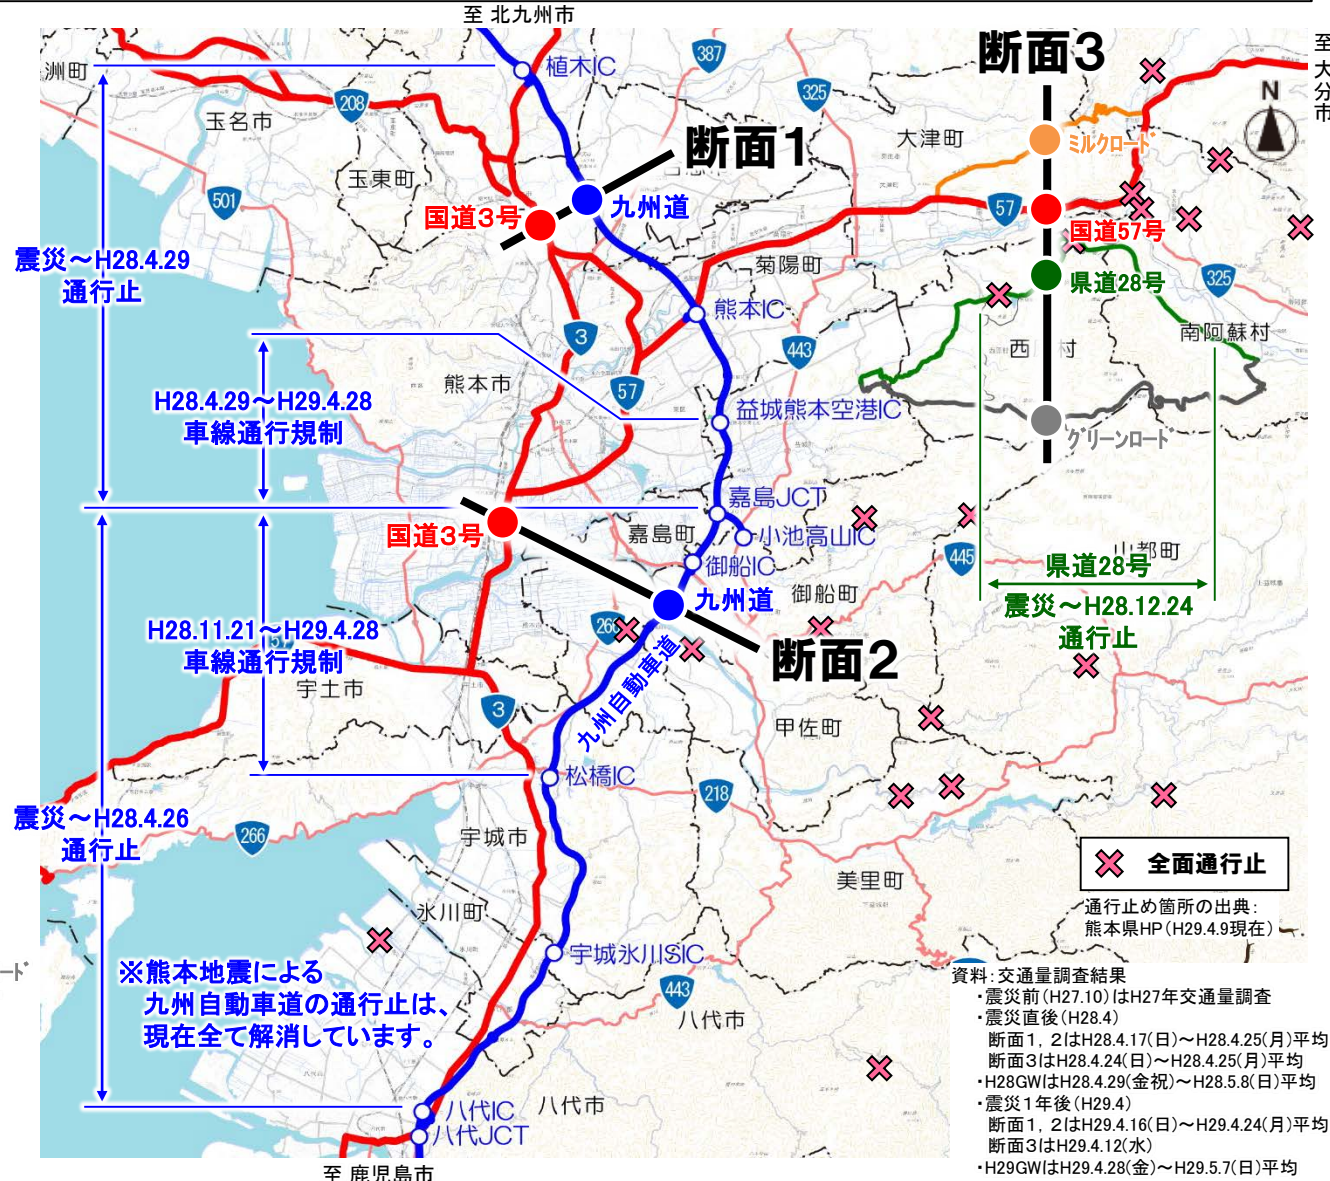 至 北九州市
断面3
至
大
分
市
植木IC
387
洲町
325
N
208
大津町
玉名市
ミルクロード
断面1
玉東町
501
九州道
57
国道3号
国道57号
震災～H28.4.29
通行止
菊陽町
県道28号
325
熊本IC
南阿蘇村
3
443
西
村
熊本市
57
H28.4.29～H29.4.28
車線通行規制
益城熊本空港IC
グリーンロード
嘉島JCT
国道3号
嘉島町
小池高山IC
山都町
445
御船IC
県道28号
九州道
御船町
震災～H28.12.24
通行止
H28.11.21～H29.4.28
車線通行規制
266
断面2
九州自動車道
宇土市
3
甲佐町
松橋IC
218
震災～H28.4.26
通行止
266
宇城市
全面通行止
美里町
通行止め箇所の出典：
熊本県HP（H29.4.9現在）
氷川町
宇城氷川SIC
ード
※熊本地震による
九州自動車道の通行止は、
現在全て解消しています。
443
八代市
資料：交通量調査結果
・震災前（H27.10）はH27年交通量調査
・震災直後（H28.4）
断面1，2はH28.4.17（日）～H28.4.25（月）平均
断面3はH28.4.24（日）～H28.4.25（月）平均
・H28GWはH28.4.29（金祝）～H28.5.8（日）平均
・震災1年後（H29.4）
断面1，2はH29.4.16（日）～H29.4.24（月）平均
断面3はH29.4.12（水）
・H29GWはH29.4.28（金）～H29.5.7（日）平均
八代IC
八代市
八代JCT
至 鹿児島市